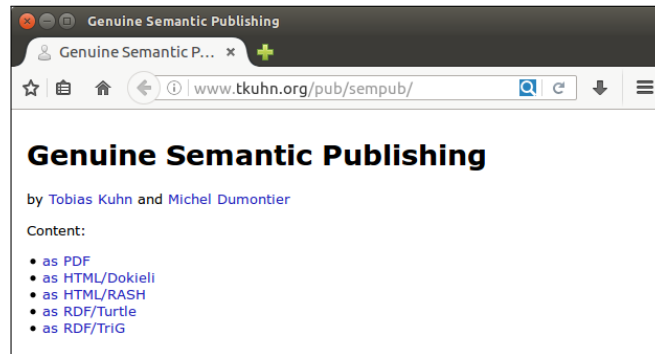 Genuine Semantic Publishing
Genuine Semantic P...
www.tkuhn.org/pub/sempub/
Genuine Semantic Publishing
by Tobias Kuhn and Michel Dumontier
Content:
• as PDF
• as HTML/Dokieli
• as HTML/RASH
• as RDF/Turtle
• as RDF/TriG